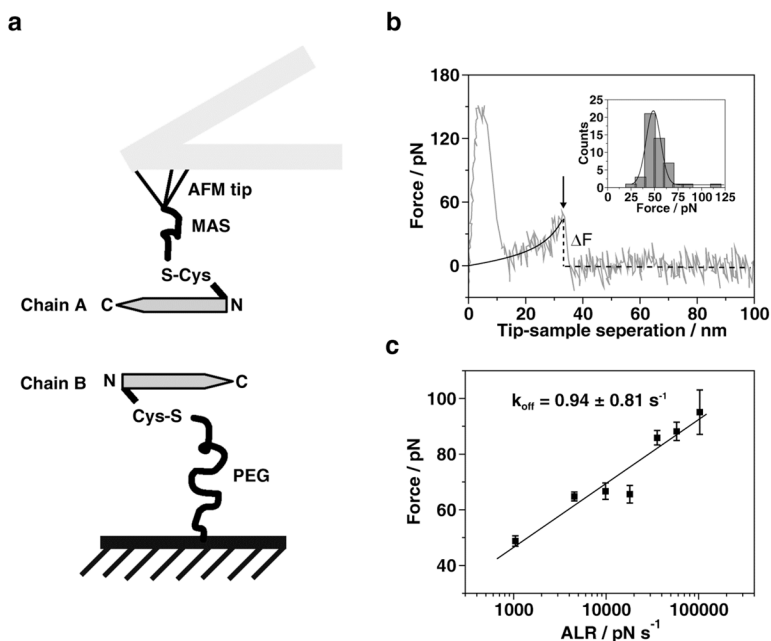 a
AFM tip
MAS
S-Cys
Chain A C N
Chain B N C
Cys-S
PEG
b
180
120
60
0
Force / pN
0 20 40 60 80 100
Tip-sample seperation / nm
ΔF
25
20
15
10
5
0
Counts
0 25 50 75 100 125
Force / pN
c
k_off = 0.94 ± 0.81 s⁻¹
100
80
60
40
Force / pN
1000 10000 100000
ALR / pN s⁻¹